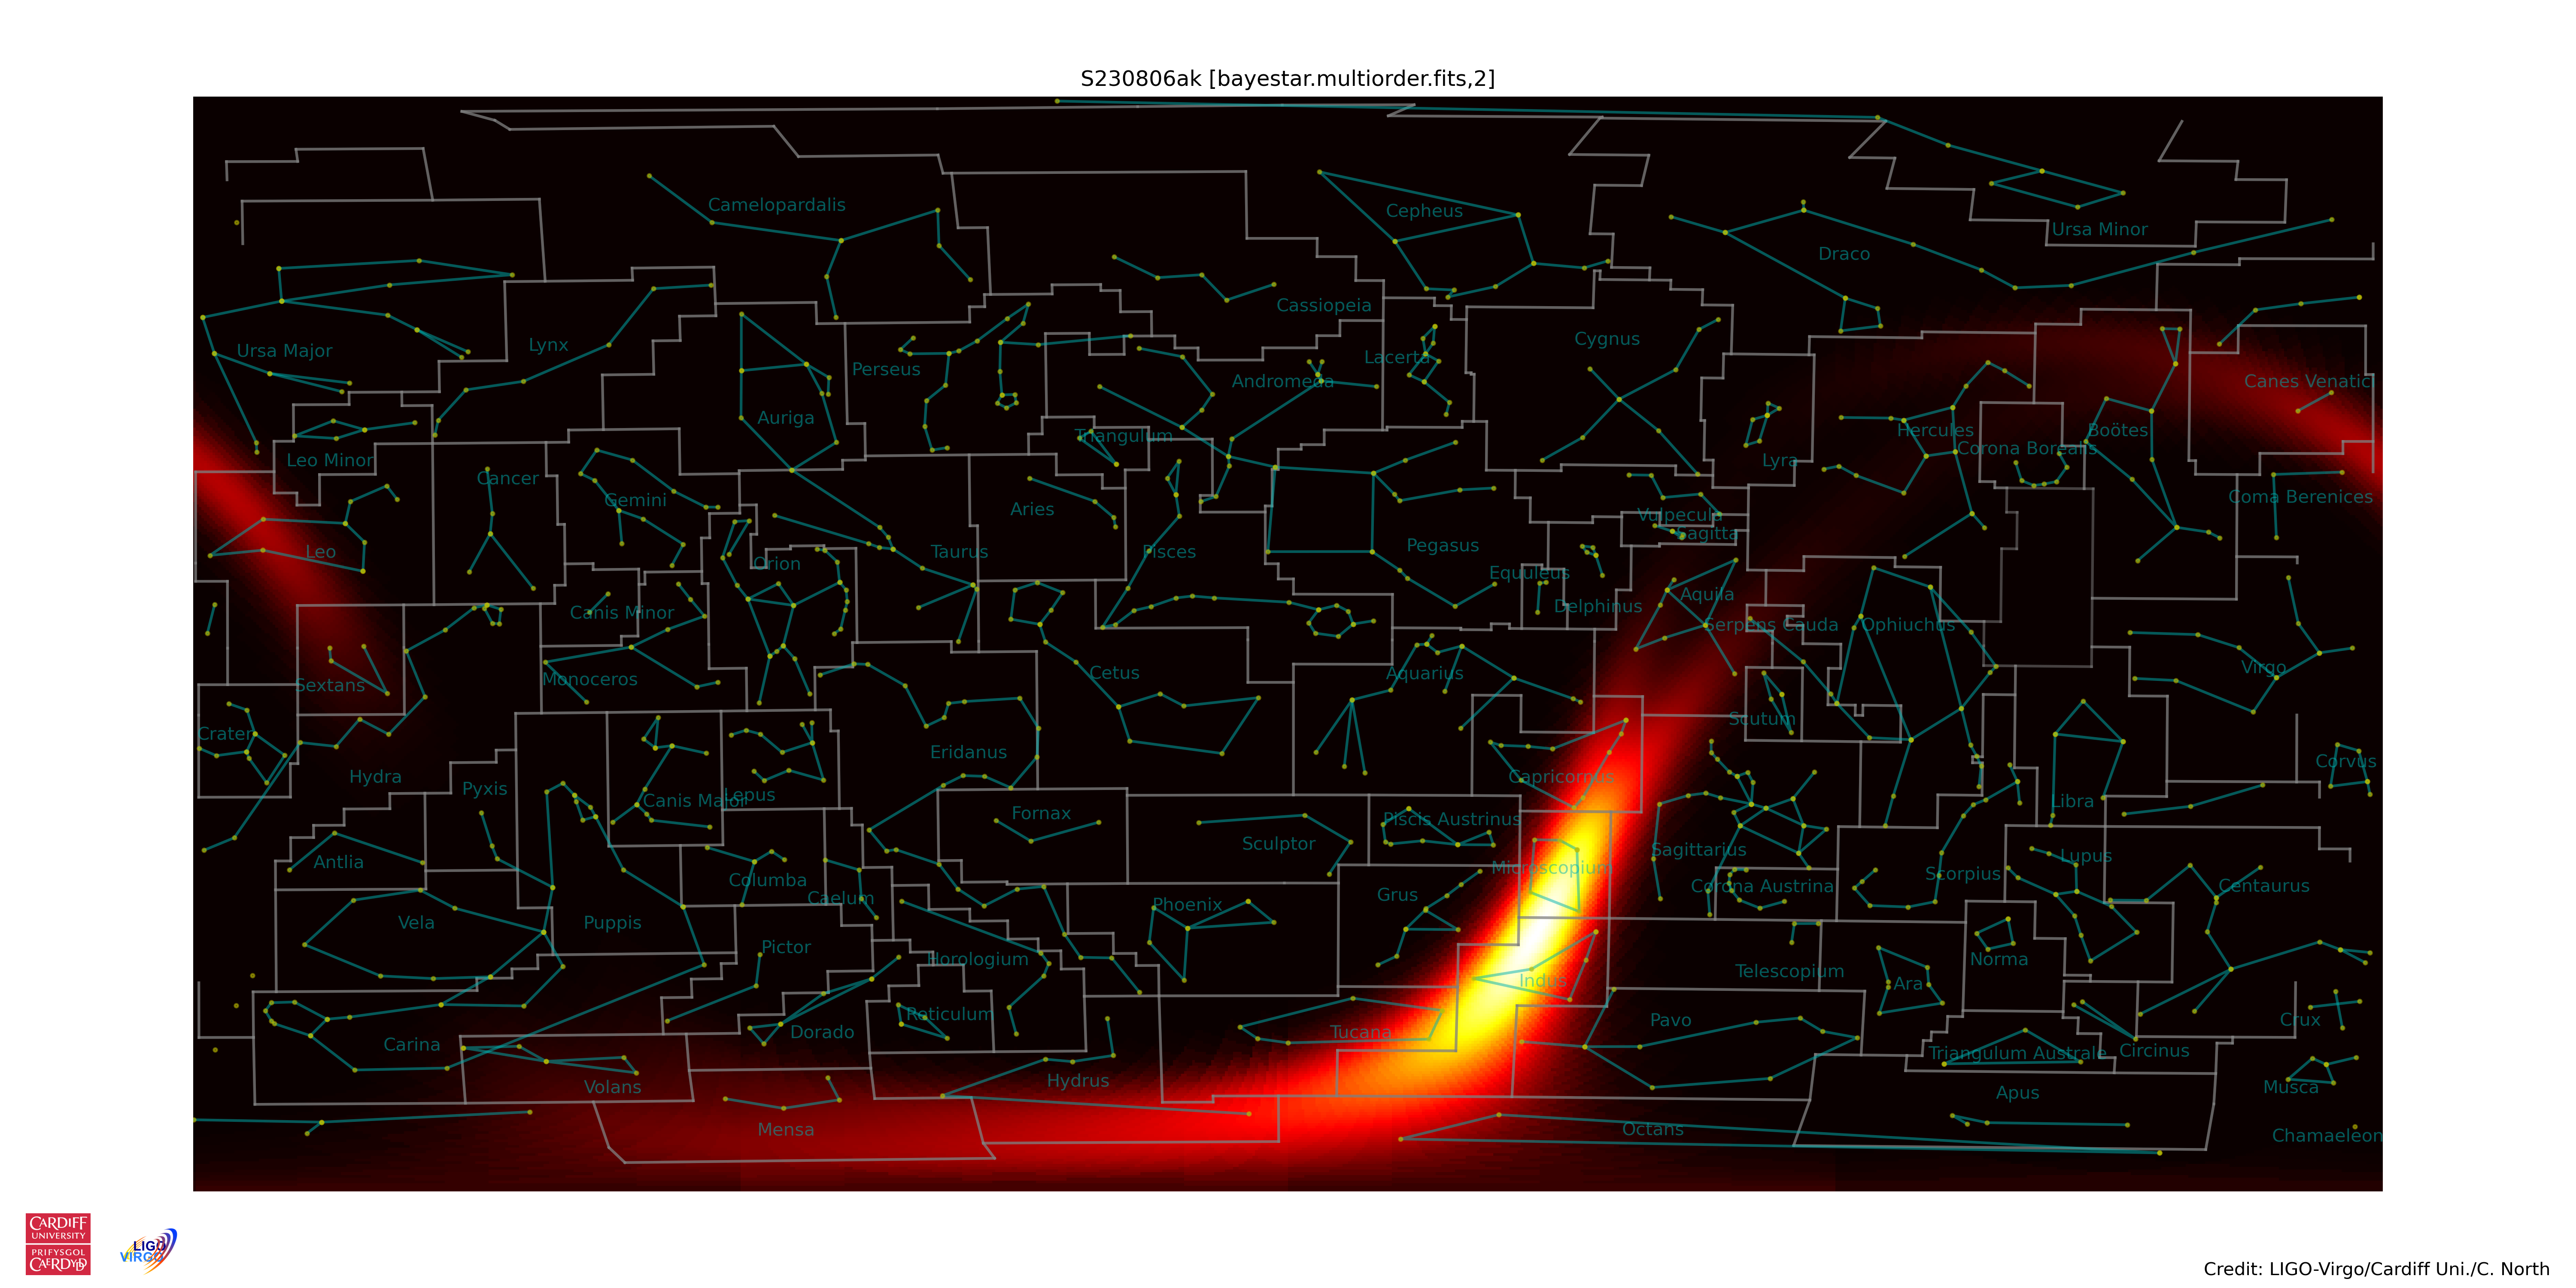 S230806ak [bayestar.multiorder.fits,2]
Camelopardalis
Cepheus
Ursa Minor
Draco
Cassiopeia
Ursa Major
Lynx
Perseus
Andromeda
Lacerta
Cygnus
Canes Venatici
Auriga
Triangulum
Hercules
Corona Borealis
Boötes
Leo Minor
Cancer
Gemini
Aries
Lyra
Coma Berenices
Leo
Orion
Taurus
Pisces
Pegasus
Vulpecula
Sagitta
Equuleus
Canis Minor
Delphinus
Aquila
Serpens Cauda
Ophiuchus
Sextans
Monoceros
Cetus
Aquarius
Virgo
Crater
Eridanus
Scutum
Hydra
Pyxis
Canis Major
Lepus
Capricornus
Corvus
Fornax
Piscis Austrinus
Libra
Antlia
Sculptor
Sagittarius
Lupus
Columba
Caelum
Microscopium
Corona Austrina
Scorpius
Centaurus
Vela
Puppis
Phoenix
Grus
Pictor
Horologium
Indus
Telescopium
Ara
Norma
Carina
Dorado
Reticulum
Tucana
Pavo
Triangulum Australe
Circinus
Crux
Volans
Hydrus
Apus
Musca
Mensa
Octans
Chamaeleon
CARDIFF
UNIVERSITY
PRIFYSGOL
CAERDYDD
LIGO
VIRGO
Credit: LIGO-Virgo/Cardiff Uni./C. North